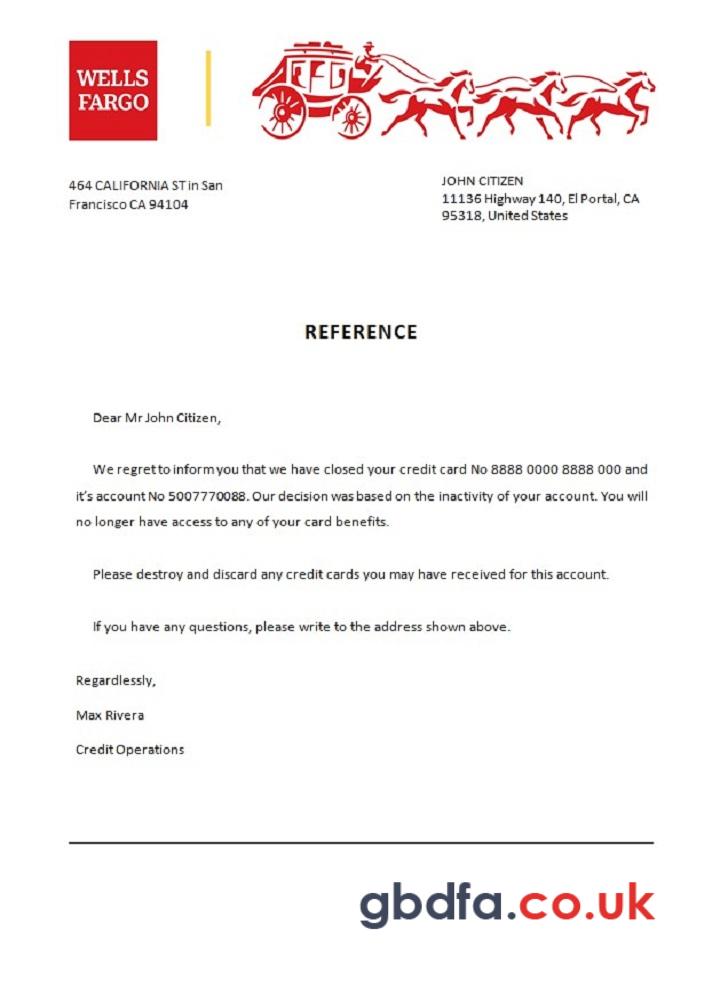 WELLS
FARGO
464 CALIFORNIA ST in San
Francisco CA 94104
JOHN CITIZEN
11136 Highway 140, El Portal, CA
95318, United States
REFERENCE
Dear Mr John Citizen,
We regret to inform you that we have closed your credit card No 8888 0000 8888 000 and
it's account No 5007770088. Our decision was based on the inactivity of your account. You will
no longer have access to any of your card benefits.
Please destroy and discard any credit cards you may have received for this account.
If you have any questions, please write to the address shown above.
Regardlessly,
Max Rivera
Credit Operations
gbdfa.co.uk